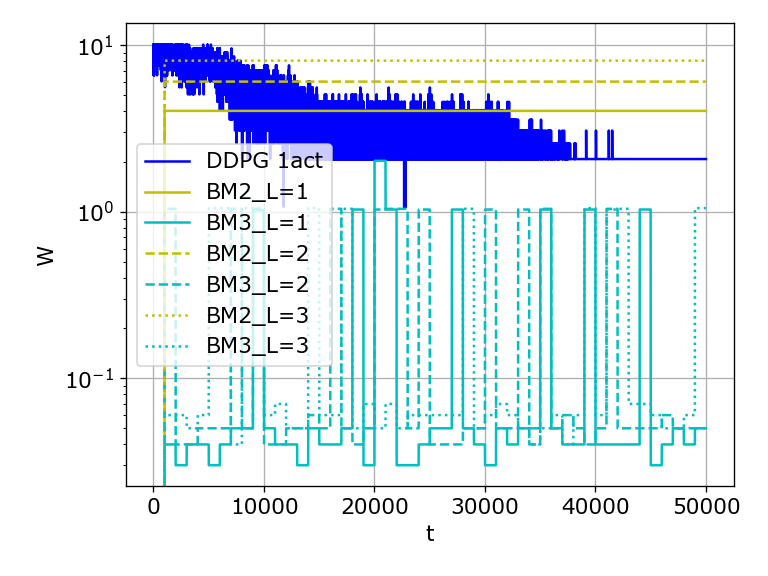 10¹
10⁰
10⁻¹
W
DDPG 1act
BM2_L=1
BM3_L=1
BM2_L=2
BM3_L=2
BM2_L=3
BM3_L=3
0 10000 20000 30000 40000 50000
t